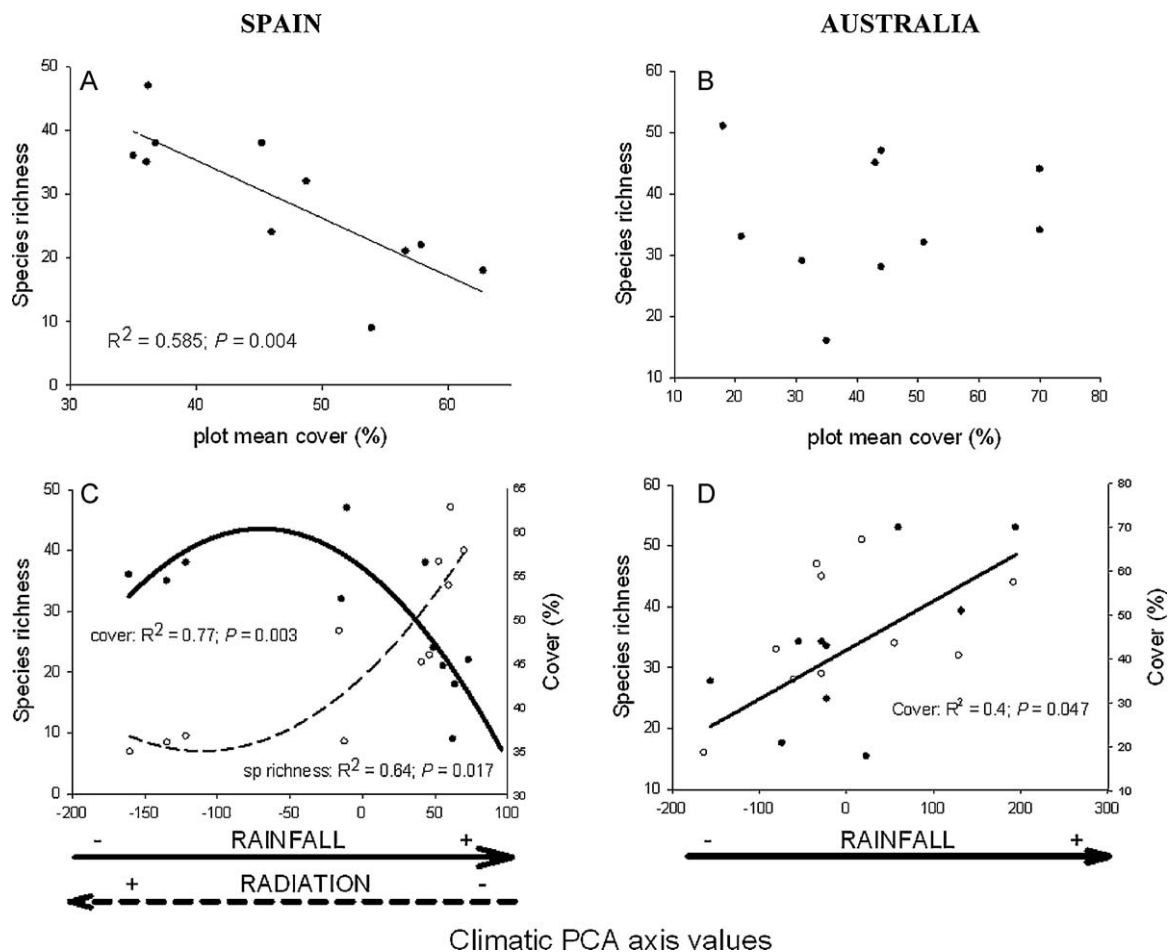 SPAIN
AUSTRALIA
A
50
40
30
20
10
0
Species richness
R² = 0.585; P = 0.004
30 40 50 60
plot mean cover (%)
B
60
50
40
30
20
10
Species richness
10 20 30 40 50 60 70 80
plot mean cover (%)
C
50
40
30
20
10
0
Species richness
cover: R² = 0.77; P = 0.003
sp richness: R² = 0.64; P = 0.017
65
60
55
50
45
40
35
30
Cover (%)
-200 -150 -100 -50 0 50 100
- RAINFALL +
+ RADIATION -
D
60
50
40
30
20
10
Species richness
Cover: R² = 0.4; P = 0.047
80
70
60
50
40
30
20
10
Cover (%)
-200 -100 0 100 200 300
- RAINFALL +
Climatic PCA axis values